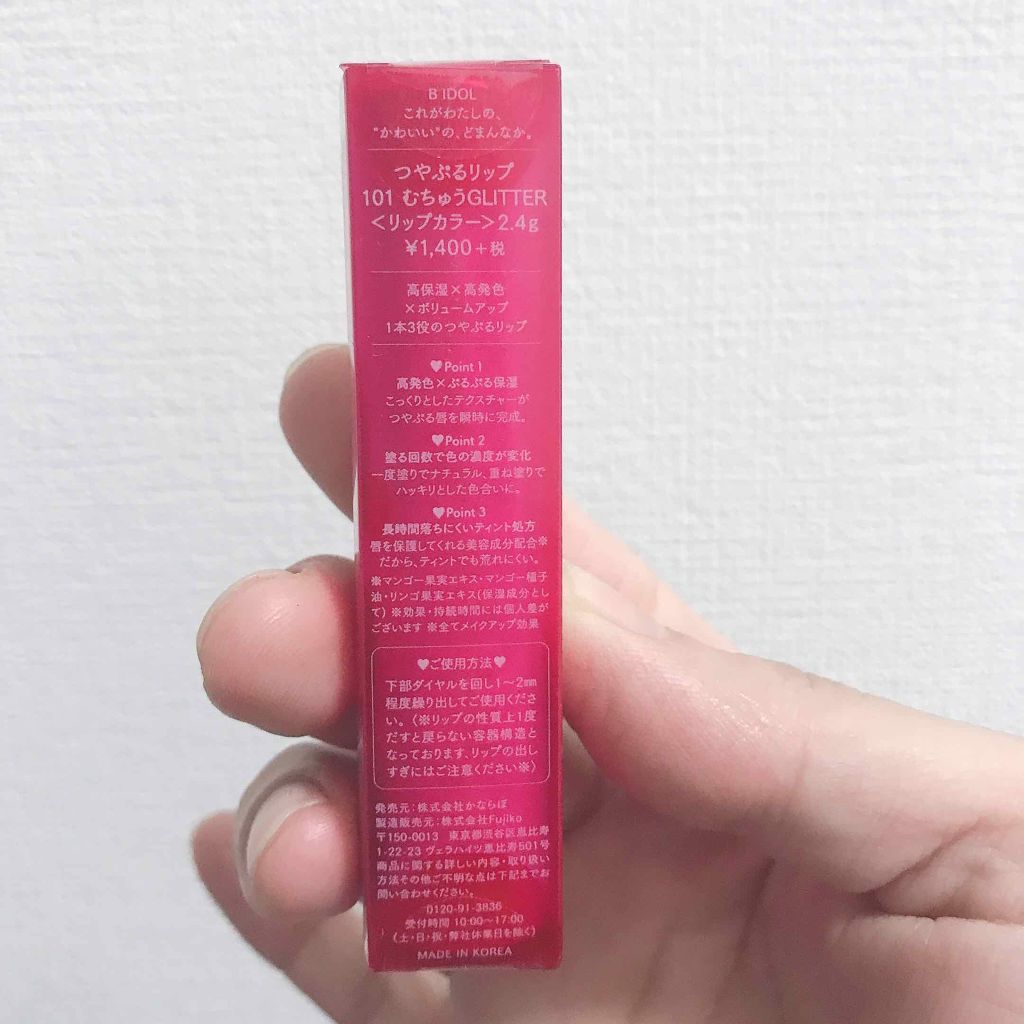 B IDOL
これがわたしの、
"かわいい"の、どまんなか。
つやぷるリップ
101 むちゅうGLITTER
＜リップカラー＞2.4g
¥1,400＋税
高保湿×高発色
×ボリュームアップ
1本3役のつやぷるリップ
♥Point 1
高発色×ぷるぷる保湿
こっくりとしたテクスチャーが
つやぷる唇を瞬時に完成。
♥Point 2
塗る回数で色の濃度が変化
一度塗りでナチュラル、重ね塗りで
ハッキリとした色合いに。
♥Point 3
長時間落ちにくいティント処方
唇を保護してくれる美容成分配合※
だから、ティントでも荒れにくい。
※マンゴー果実エキス・マンゴー種子
油・リンゴ果実エキス(保湿成分とし
て) ※効果・持続時間には個人差が
ございます ※全てメイクアップ効果
♥ご使用方法♥
下部ダイヤルを回し1〜2mm
程度繰り出してご使用くださ
い。（※リップの性質上1度
だすと戻らない容器構造と
なっております、リップの出し
すぎにはご注意ください※）
発売元：株式会社かならぼ
製造販売元：株式会社Fujiko
〒150-0013 東京都渋谷区恵比寿
1-22-23 ヴェラハイツ恵比寿501号
商品に関する詳しい内容・取り扱い
方法その他ご不明な点は下記までお
問い合わせください。
0120-91-3836
受付時間 10:00〜17:00
（土・日・祝・弊社休業日を除く）
MADE IN KOREA